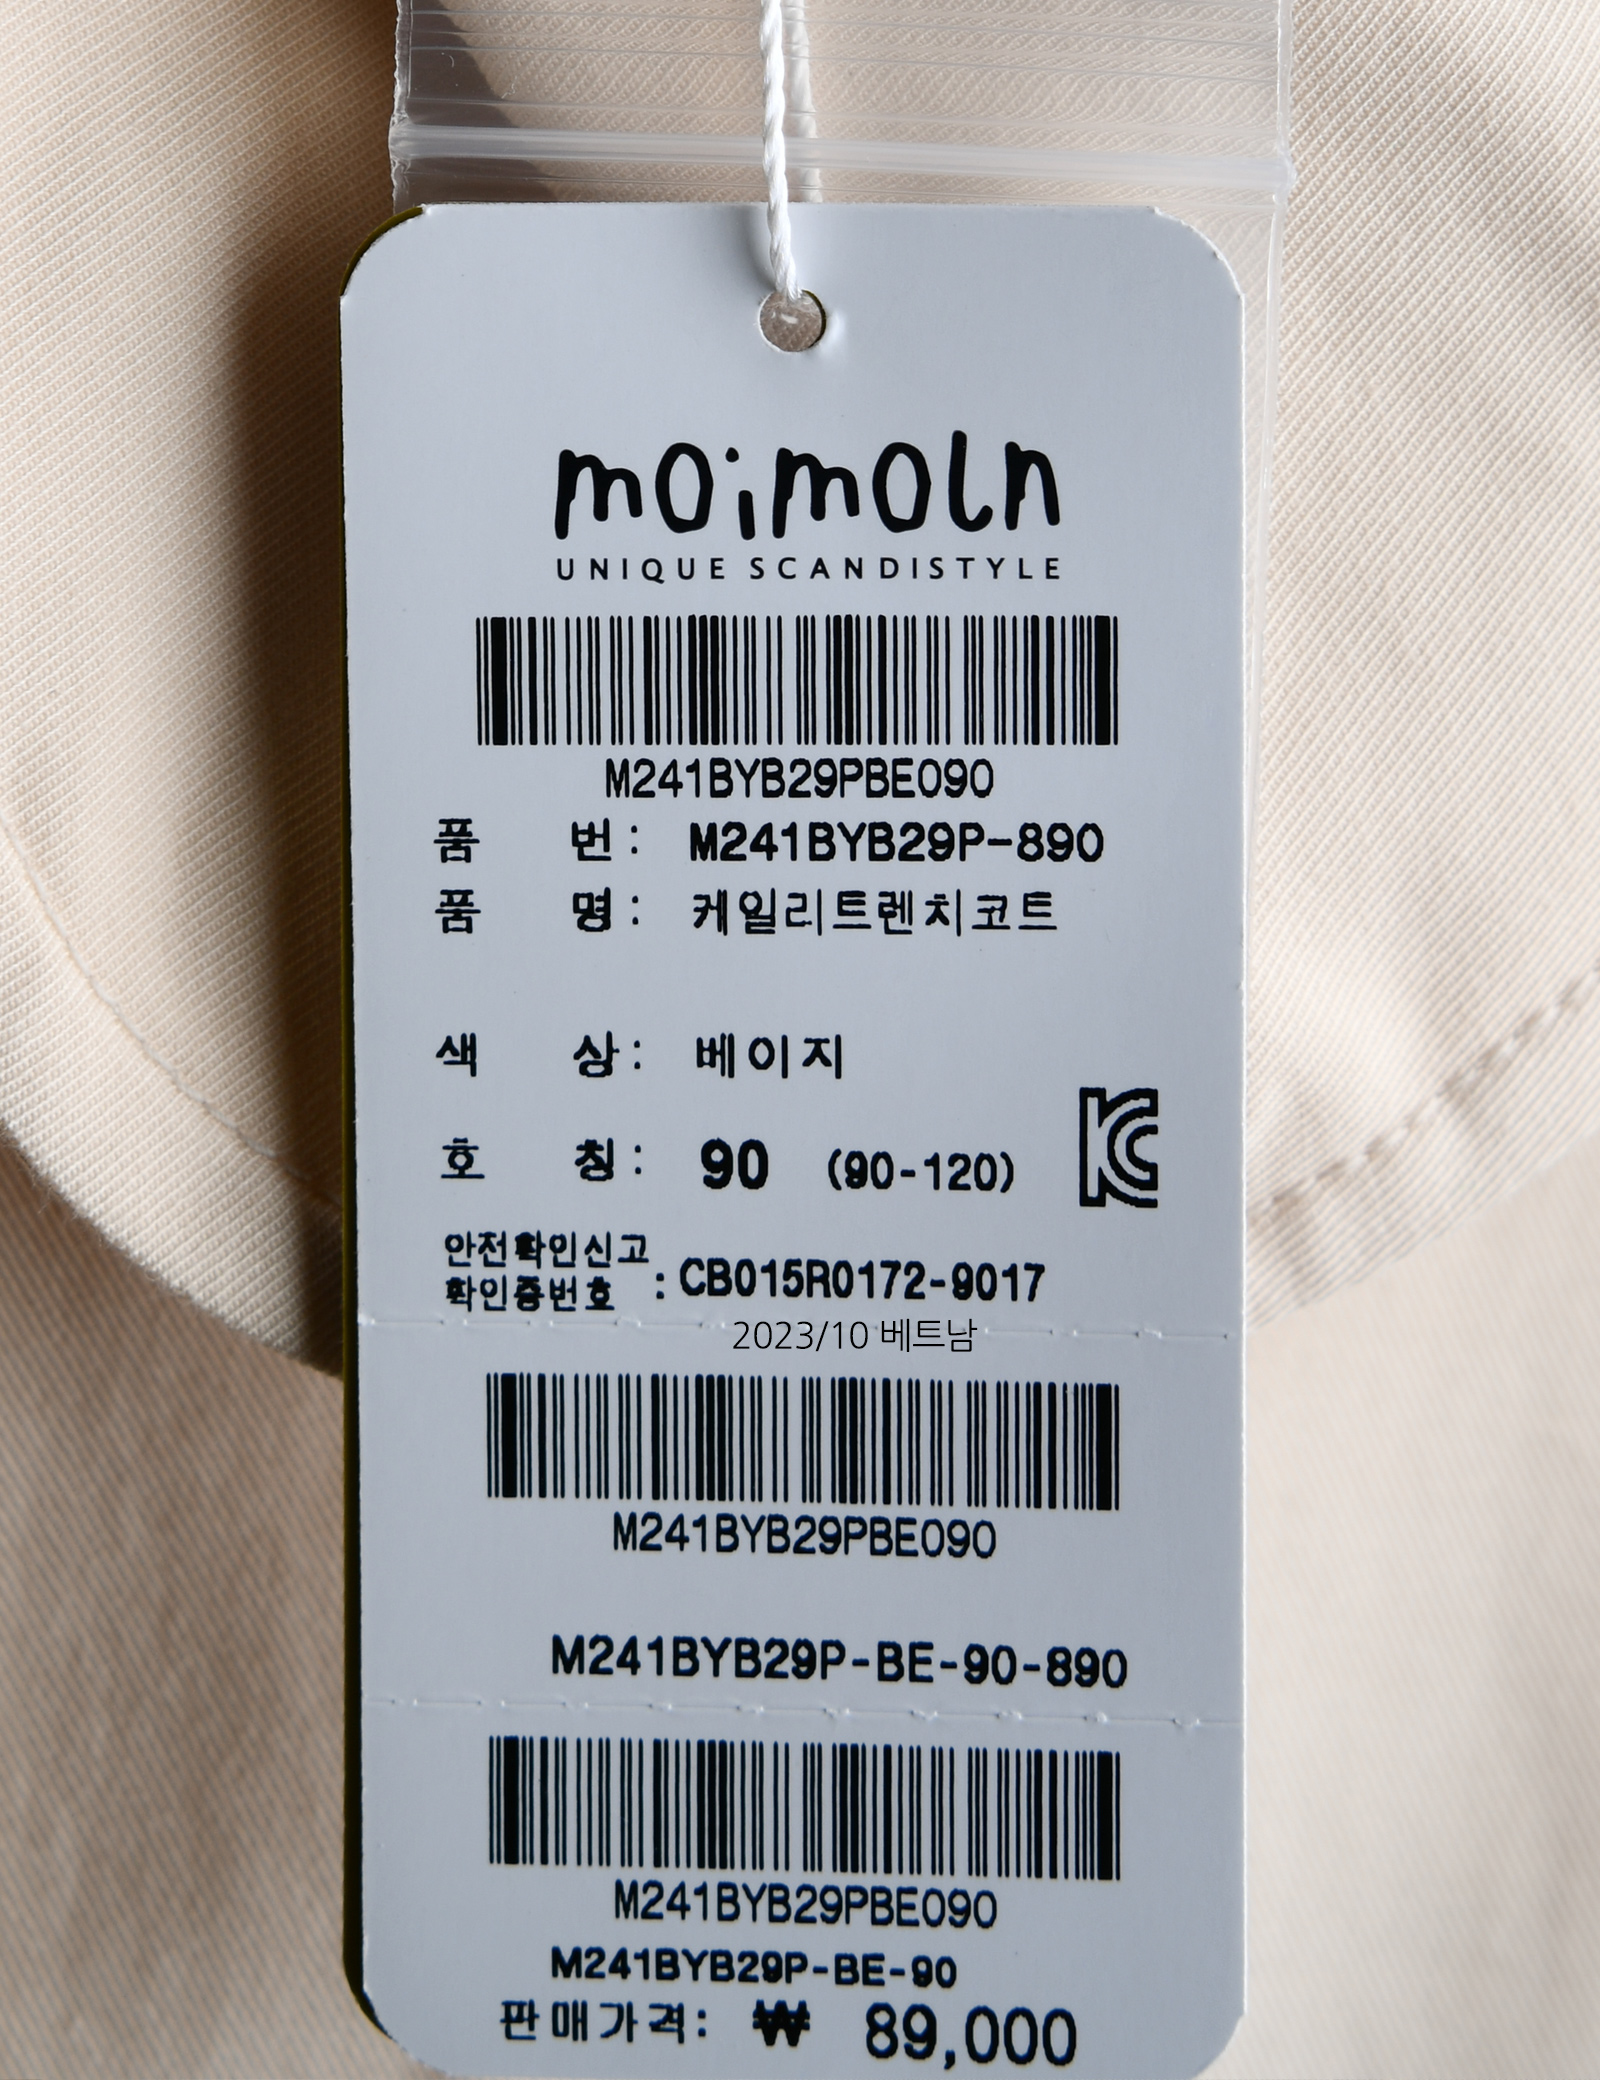 moimoln
UNIQUE SCANDISTYLE
M241BYB29PBE090
품 번: M241BYB29P-890
품 명: 케일리트렌치코트
색 상: 베이지
호 칭: 90 (90-120)
안전확인신고
확인증번호 : CB015R0172-9017
2023/10 베트남
M241BYB29PBE090
M241BYB29P-BE-90-890
M241BYB29PBE090
M241BYB29P-BE-90
판매가격: ₩ 89,000